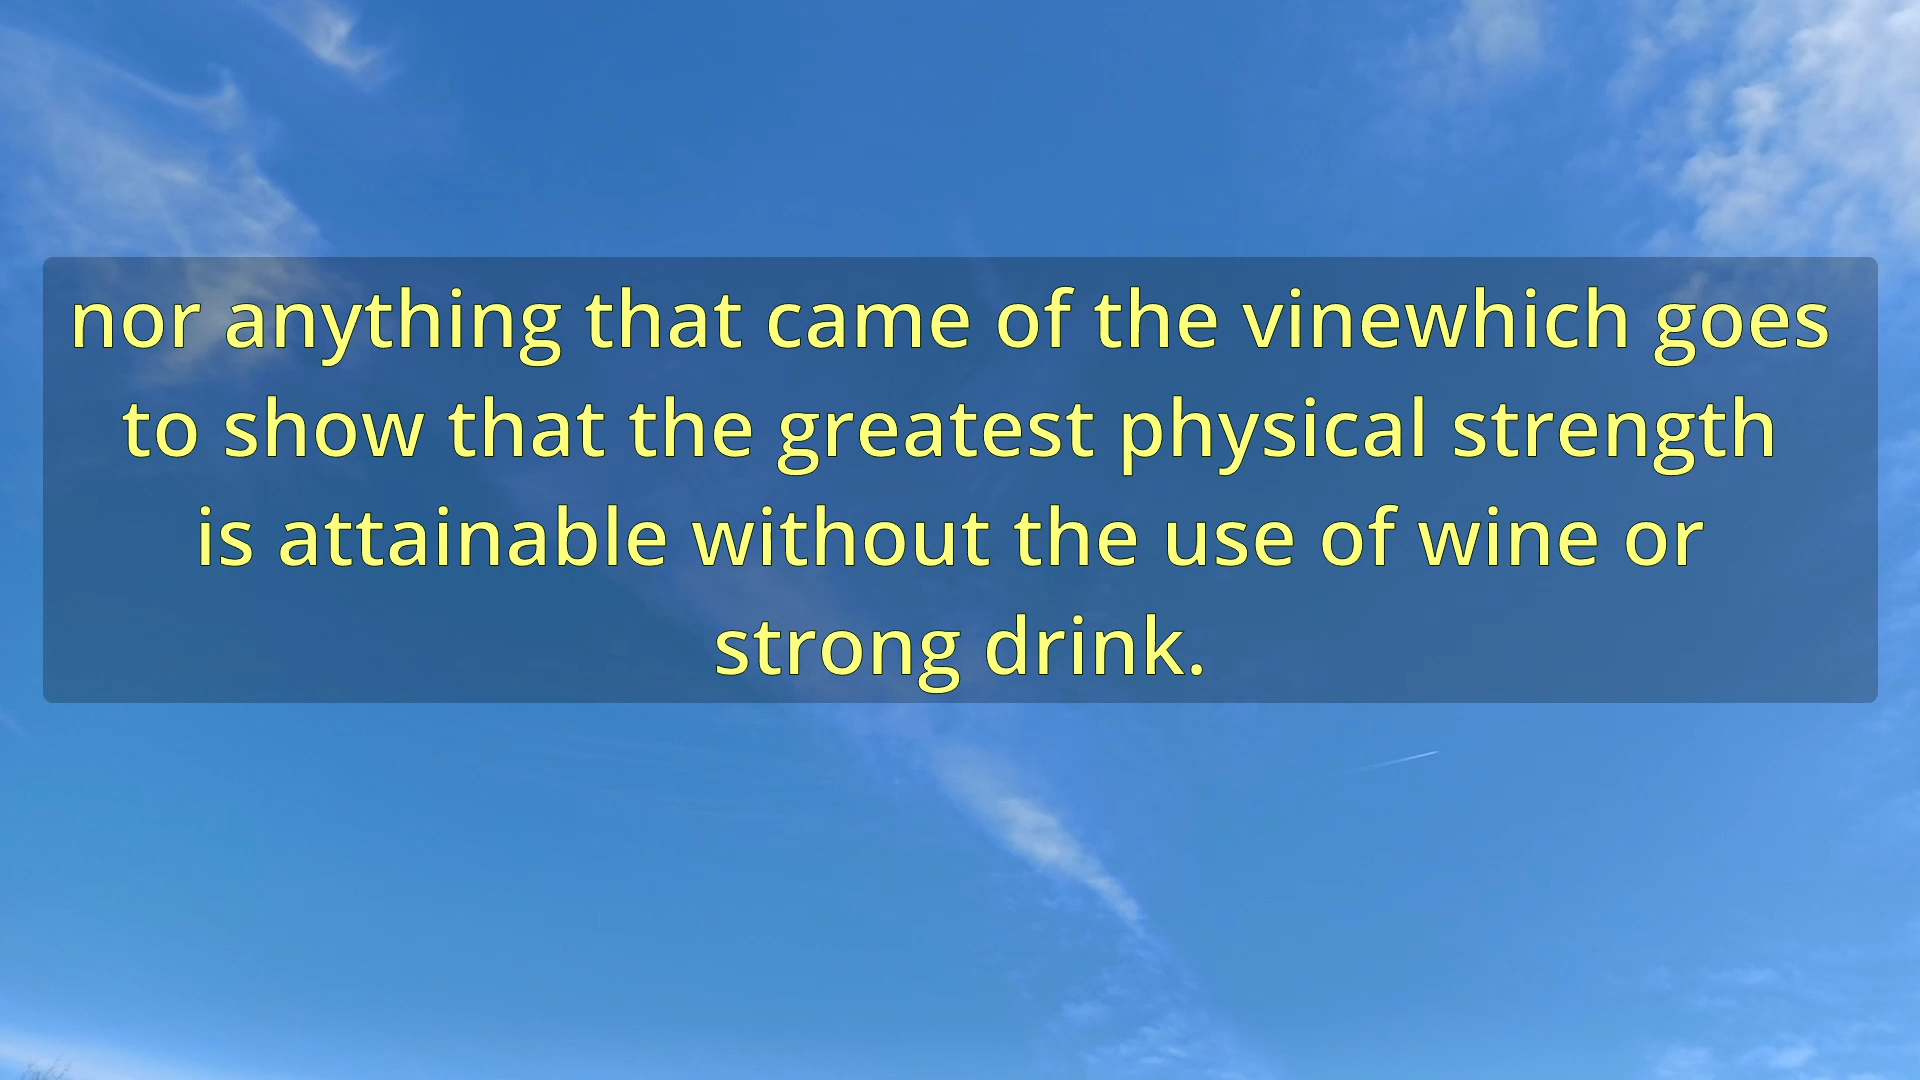 nor anything that came of the vinewhich goes
to show that the greatest physical strength
is attainable without the use of wine or
strong drink.